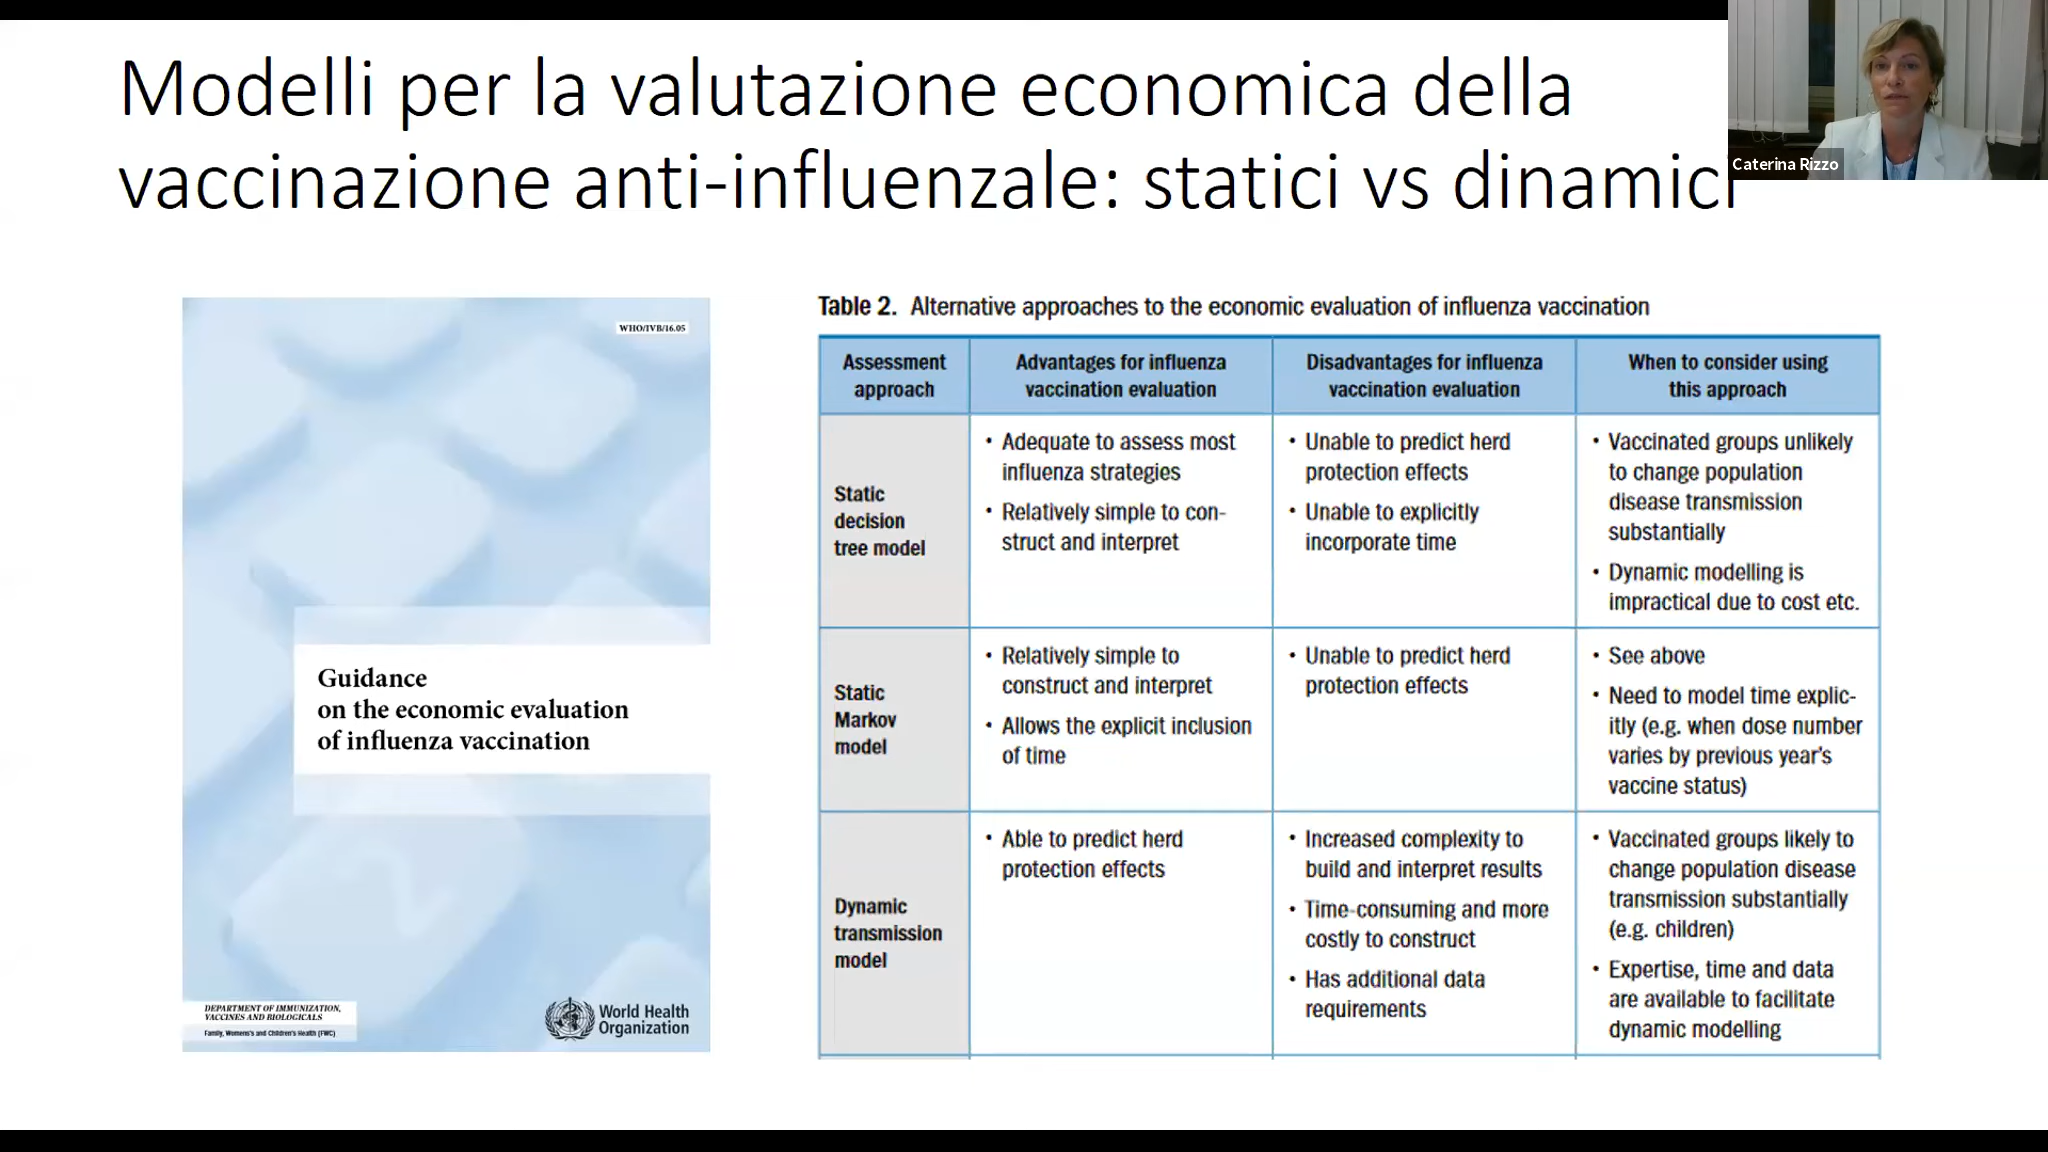 Modelli per la valutazione economica della
vaccinazione anti-influenzale: statici vs dinamici
Caterina Rizzo
WHO/IVB/16.05
Guidance
on the economic evaluation
of influenza vaccination
DEPARTMENT OF IMMUNIZATION,
VACCINES AND BIOLOGICALS
Family, Women's and Children's Health (FWC)
World Health
Organization
Table 2. Alternative approaches to the economic evaluation of influenza vaccination
Assessment
approach
Advantages for influenza
vaccination evaluation
Disadvantages for influenza
vaccination evaluation
When to consider using
this approach
Static
decision
tree model
• Adequate to assess most
influenza strategies
• Relatively simple to con-
struct and interpret
• Unable to predict herd
protection effects
• Unable to explicitly
incorporate time
• Vaccinated groups unlikely
to change population
disease transmission
substantially
• Dynamic modelling is
impractical due to cost etc.
Static
Markov
model
• Relatively simple to
construct and interpret
• Allows the explicit inclusion
of time
• Unable to predict herd
protection effects
• See above
• Need to model time explic-
itly (e.g. when dose number
varies by previous year's
vaccine status)
Dynamic
transmission
model
• Able to predict herd
protection effects
• Increased complexity to
build and interpret results
• Time-consuming and more
costly to construct
• Has additional data
requirements
• Vaccinated groups likely to
change population disease
transmission substantially
(e.g. children)
• Expertise, time and data
are available to facilitate
dynamic modelling